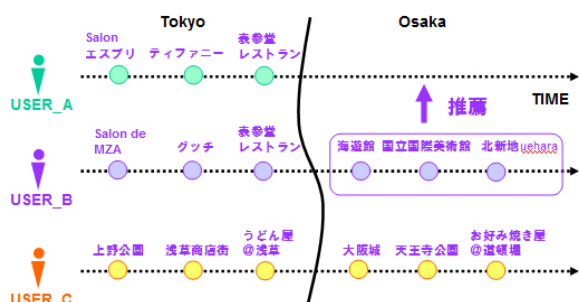 Tokyo
Osaka
Salon
エスプリ
ティファニー
表参道
レストラン
USER_A
推薦
TIME
Salon de
MZA
グッチ
表参堂
レストラン
海遊館
国立国際美術館
北新地uehara
USER_B
上野公園
浅草商店街
うどん屋
@浅草
大阪城
天王寺公園
お好み焼き屋
@道頓堀
USER_C